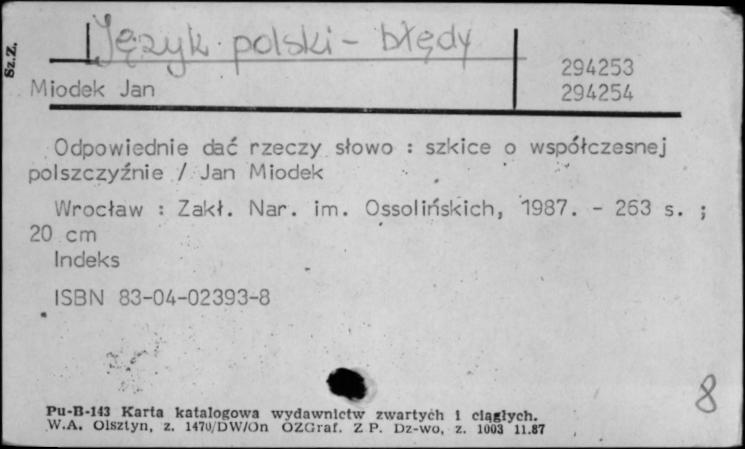 Sz.Z.
Język polski - błędy
294253
Miodek Jan
294254
Odpowiednie dać rzeczy słowo : szkice o współczesnej
polszczyźnie / Jan Miodek
Wrocław : Zakł. Nar. im. Ossolińskich, 1987. - 263 s. ;
20 cm
Indeks
ISBN 83-04-02393-8
8
Pu-B-143 Karta katalogowa wydawnictw zwartych i ciągłych.
W.A. Olsztyn, z. 1470/DW/On OZGraf. Z P. Dz-wo, z. 1003 11.87